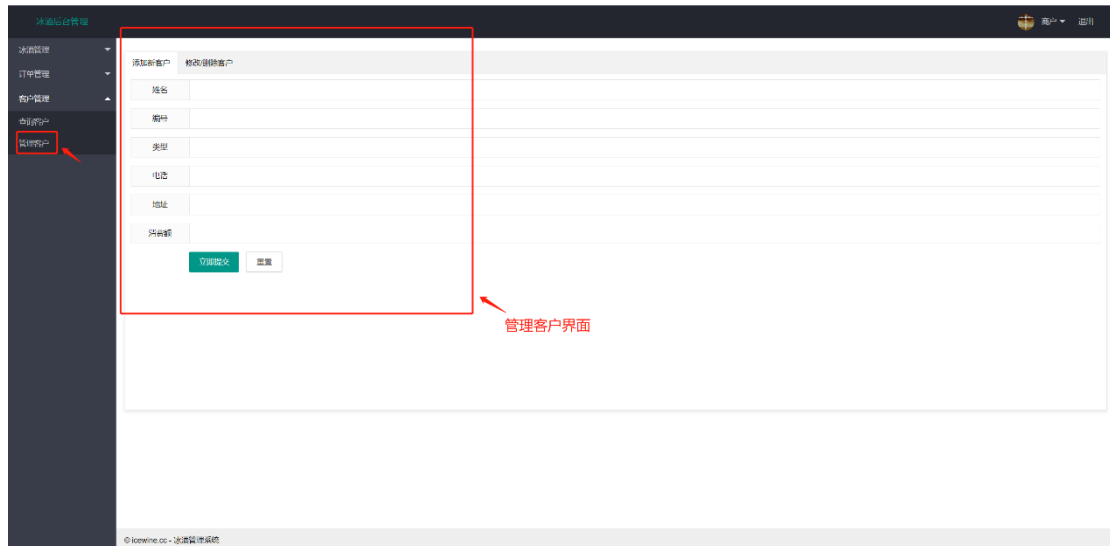 冰酒后台管理
商户
退出
冰酒管理
订单管理
客户管理
查询客户
管理客户
添加新客户 修改/删除客户
姓名
编号
类型
电话
地址
消费额
立即提交 重置
管理客户界面
© icewine.cc - 冰酒管理系统